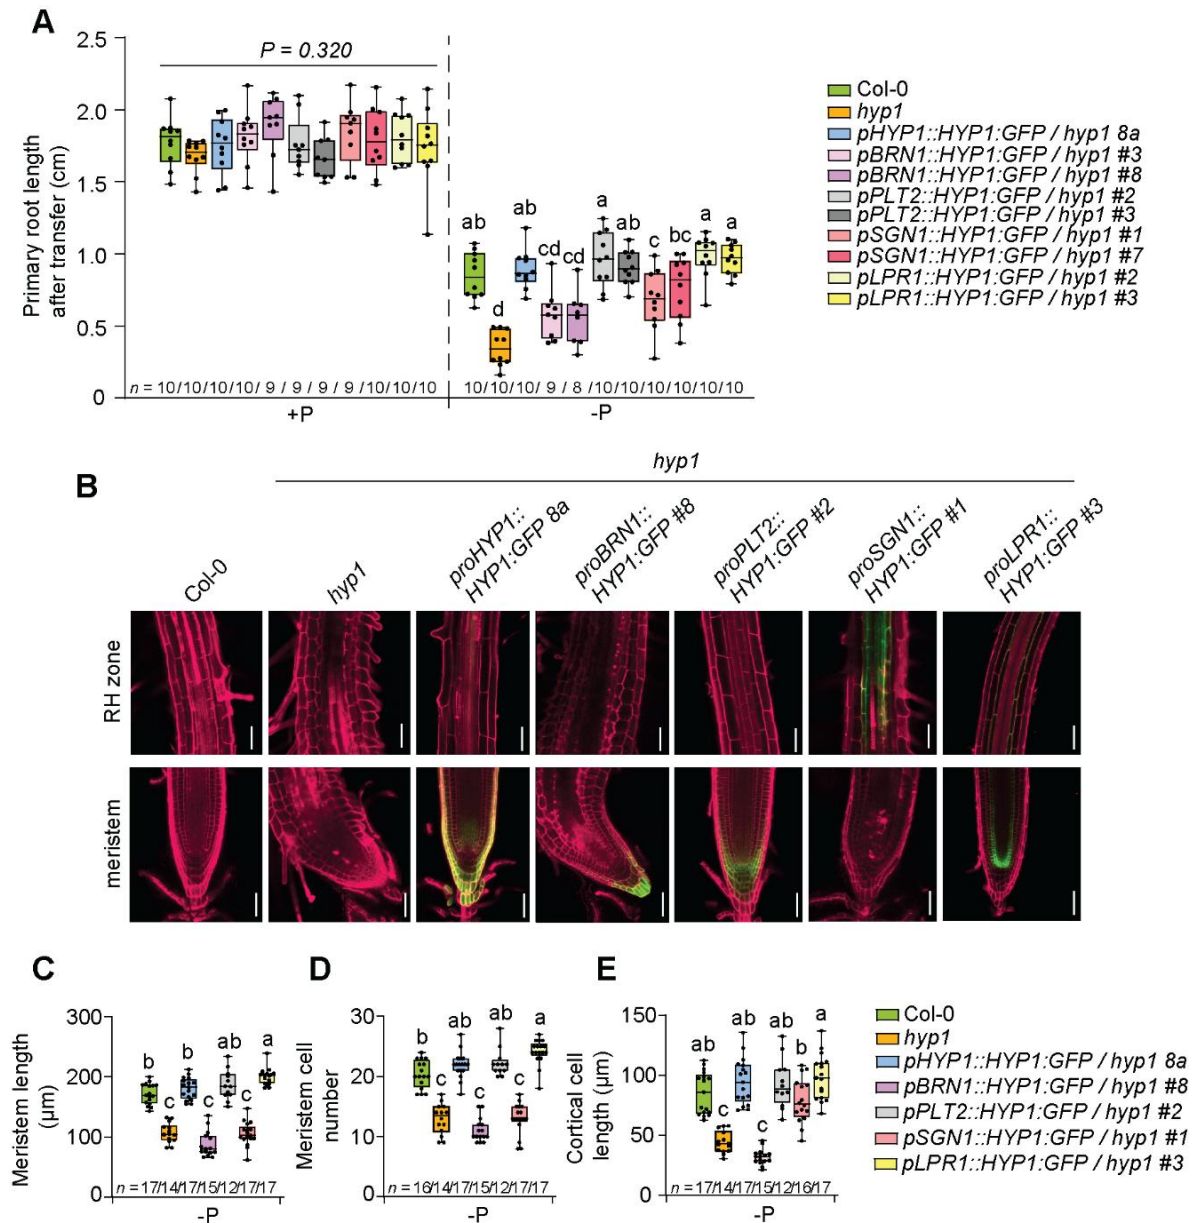 A
2.5
2.0
1.5
1.0
0.5
0
Primary root length
after transfer (cm)
P = 0.320
ab
d
ab
cd
cd
a
ab
c
bc
a
a
n = 10/10/10/10/ 9 / 9 / 9 / 9 /10/10/10
10/10/10/ 9 / 8 /10/10/10/10/10/10
+P
-P
Col-0
hyp1
pHYP1::HYP1:GFP / hyp1 8a
pBRN1::HYP1:GFP / hyp1 #3
pBRN1::HYP1:GFP / hyp1 #8
pPLT2::HYP1:GFP / hyp1 #2
pPLT2::HYP1:GFP / hyp1 #3
pSGN1::HYP1:GFP / hyp1 #1
pSGN1::HYP1:GFP / hyp1 #7
pLPR1::HYP1:GFP / hyp1 #2
pLPR1::HYP1:GFP / hyp1 #3
B
hyp1
Col-0
hyp1
proHYP1::
HYP1:GFP 8a
proBRN1::
HYP1:GFP #8
proPLT2::
HYP1:GFP #2
proSGN1::
HYP1:GFP #1
proLPR1::
HYP1:GFP #3
RH zone
meristem
C
300
200
100
0
Meristem length
(µm)
b
c
b
c
ab
c
a
n = 17/14/17/15/12/17/17
-P
D
30
20
10
0
Meristem cell
number
b
c
ab
c
ab
c
a
n = 16/14/17/15/12/17/17
-P
E
150
100
50
0
Cortical cell
length (µm)
ab
c
ab
c
ab
b
a
n = 17/14/17/15/12/16/17
-P
Col-0
hyp1
pHYP1::HYP1:GFP / hyp1 8a
pBRN1::HYP1:GFP / hyp1 #8
pPLT2::HYP1:GFP / hyp1 #2
pSGN1::HYP1:GFP / hyp1 #1
pLPR1::HYP1:GFP / hyp1 #3